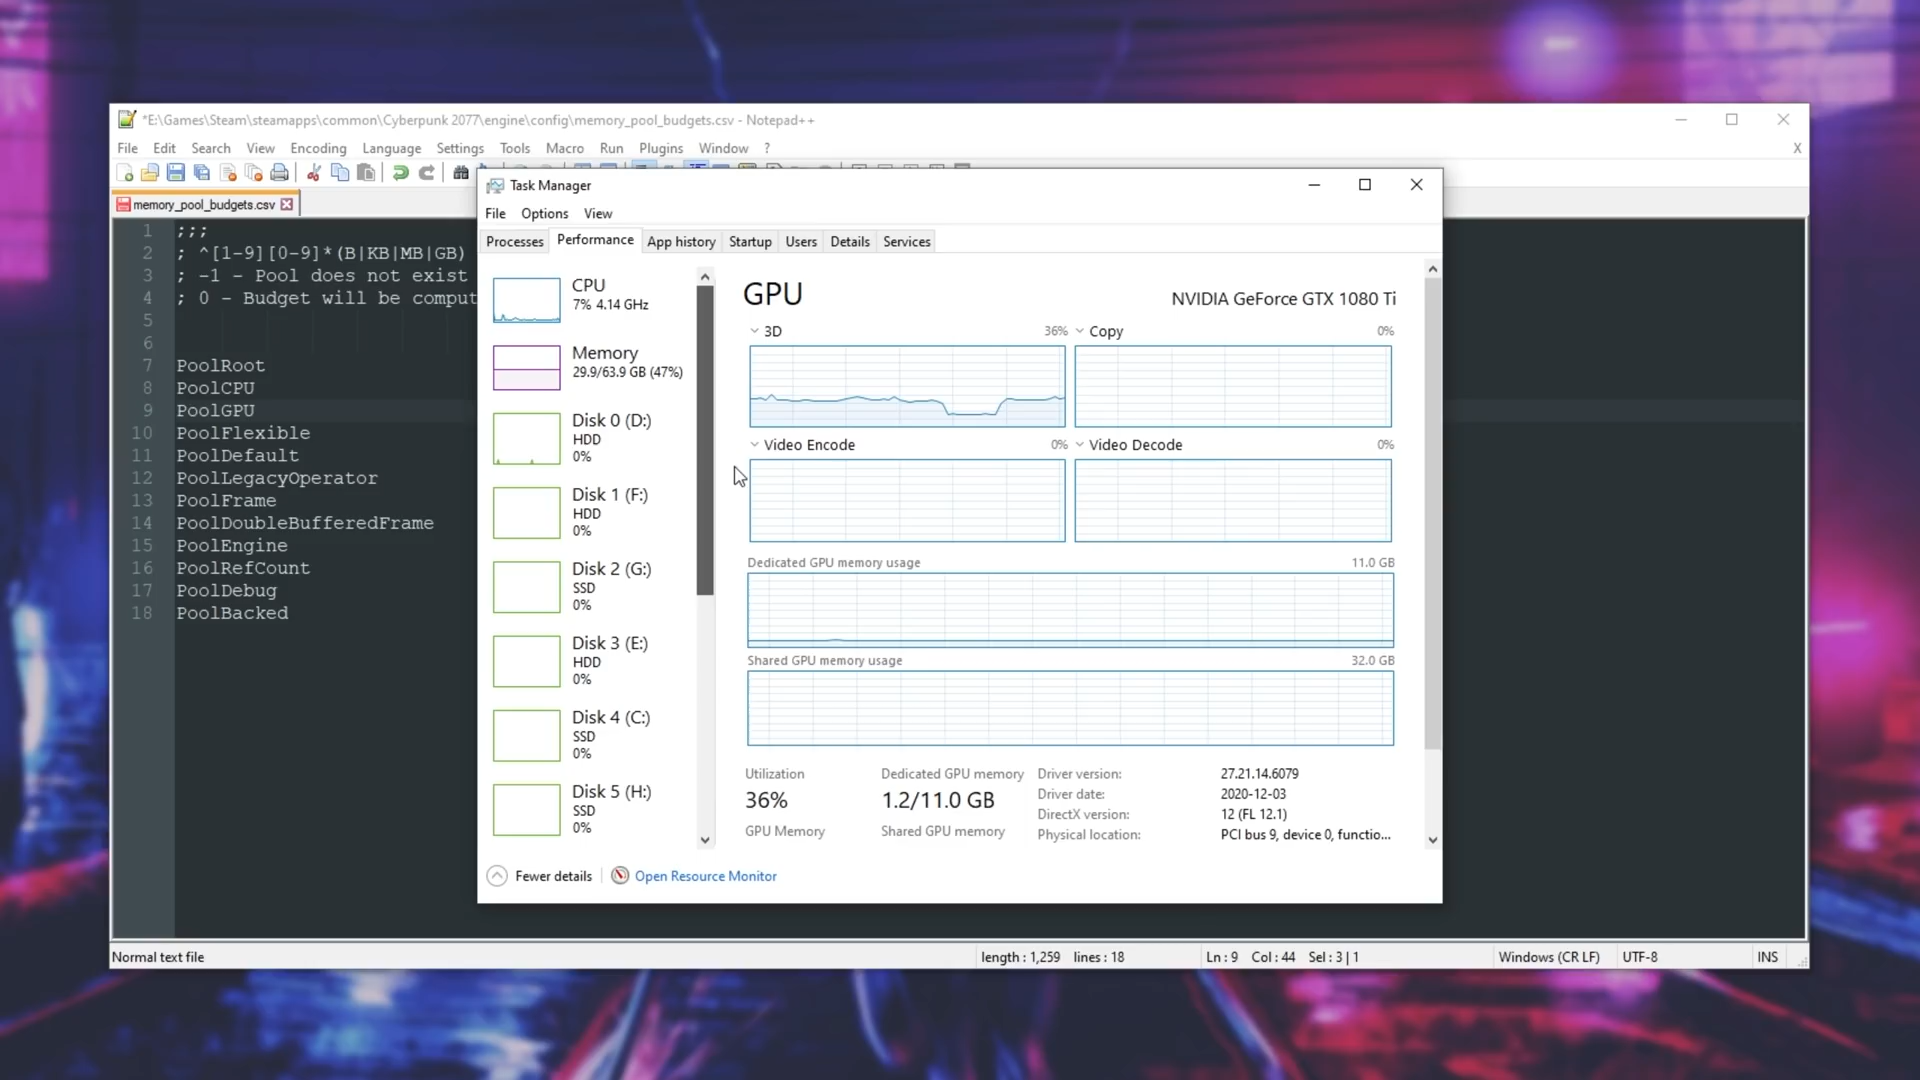 *E:\Games\Steam\steamapps\common\Cyberpunk 2077\engine\config\memory_pool_budgets.csv - Notepad++
File Edit Search View Encoding Language Settings Tools Macro Run Plugins Window ? X
memory_pool_budgets.csv
1 ;;;
2 ; ^[1-9][0-9]*(B|KB|MB|GB)
3 ; -1 - Pool does not exist
4 ; 0 - Budget will be comput
5
6
7 PoolRoot
8 PoolCPU
9 PoolGPU
10 PoolFlexible
11 PoolDefault
12 PoolLegacyOperator
13 PoolFrame
14 PoolDoubleBufferedFrame
15 PoolEngine
16 PoolRefCount
17 PoolDebug
18 PoolBacked
Task Manager
File Options View
Processes Performance App history Startup Users Details Services
CPU
7% 4.14 GHz
Memory
29.9/63.9 GB (47%)
Disk 0 (D:)
HDD
0%
Disk 1 (F:)
HDD
0%
Disk 2 (G:)
SSD
0%
Disk 3 (E:)
HDD
0%
Disk 4 (C:)
SSD
0%
Disk 5 (H:)
SSD
0%
GPU NVIDIA GeForce GTX 1080 Ti
3D 36% Copy 0%
Video Encode 0% Video Decode 0%
Dedicated GPU memory usage 11.0 GB
Shared GPU memory usage 32.0 GB
Utilization Dedicated GPU memory
36% 1.2/11.0 GB
GPU Memory Shared GPU memory
Driver version: 27.21.14.6079
Driver date: 2020-12-03
DirectX version: 12 (FL 12.1)
Physical location: PCI bus 9, device 0, functio...
Fewer details Open Resource Monitor
Normal text file length : 1,259 lines : 18 Ln : 9 Col : 44 Sel : 3 | 1 Windows (CR LF) UTF-8 INS